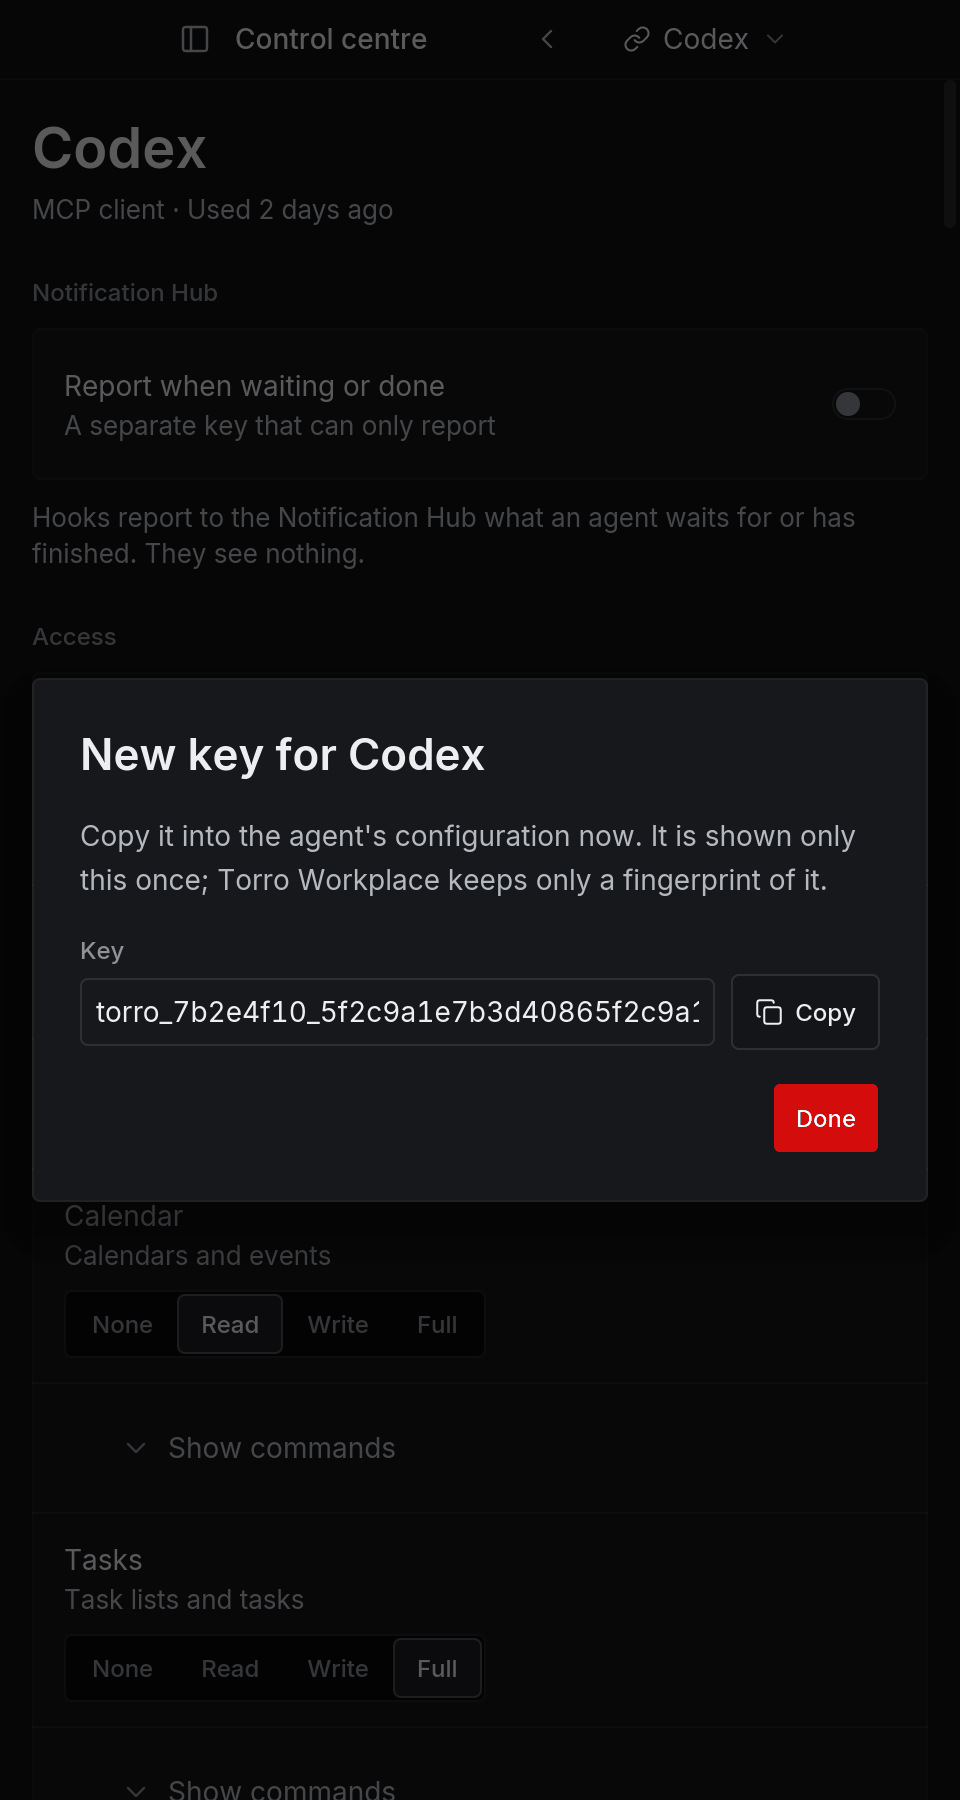 Control centre
Codex
Codex
MCP client · Used 2 days ago
Notification Hub
Report when waiting or done
A separate key that can only report
Hooks report to the Notification Hub what an agent waits for or has
finished. They see nothing.
Access
New key for Codex
Copy it into the agent's configuration now. It is shown only
this once; Torro Workplace keeps only a fingerprint of it.
Key
torro_7b2e4f10_5f2c9a1e7b3d40865f2c9a1
Copy
Done
Calendar
Calendars and events
None Read Write Full
Show commands
Tasks
Task lists and tasks
None Read Write Full
Show commands